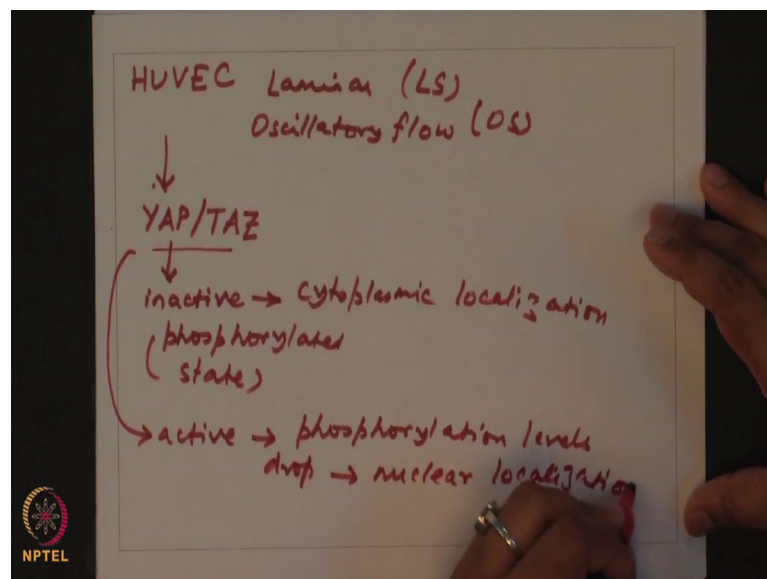 HUVEC Laminar (LS)
Oscillatory flow (OS)
YAP/TAZ
inactive → cytoplasmic localization
(phosphorylated
state)
active → phosphorylation levels
drop → nuclear localization
NPTEL